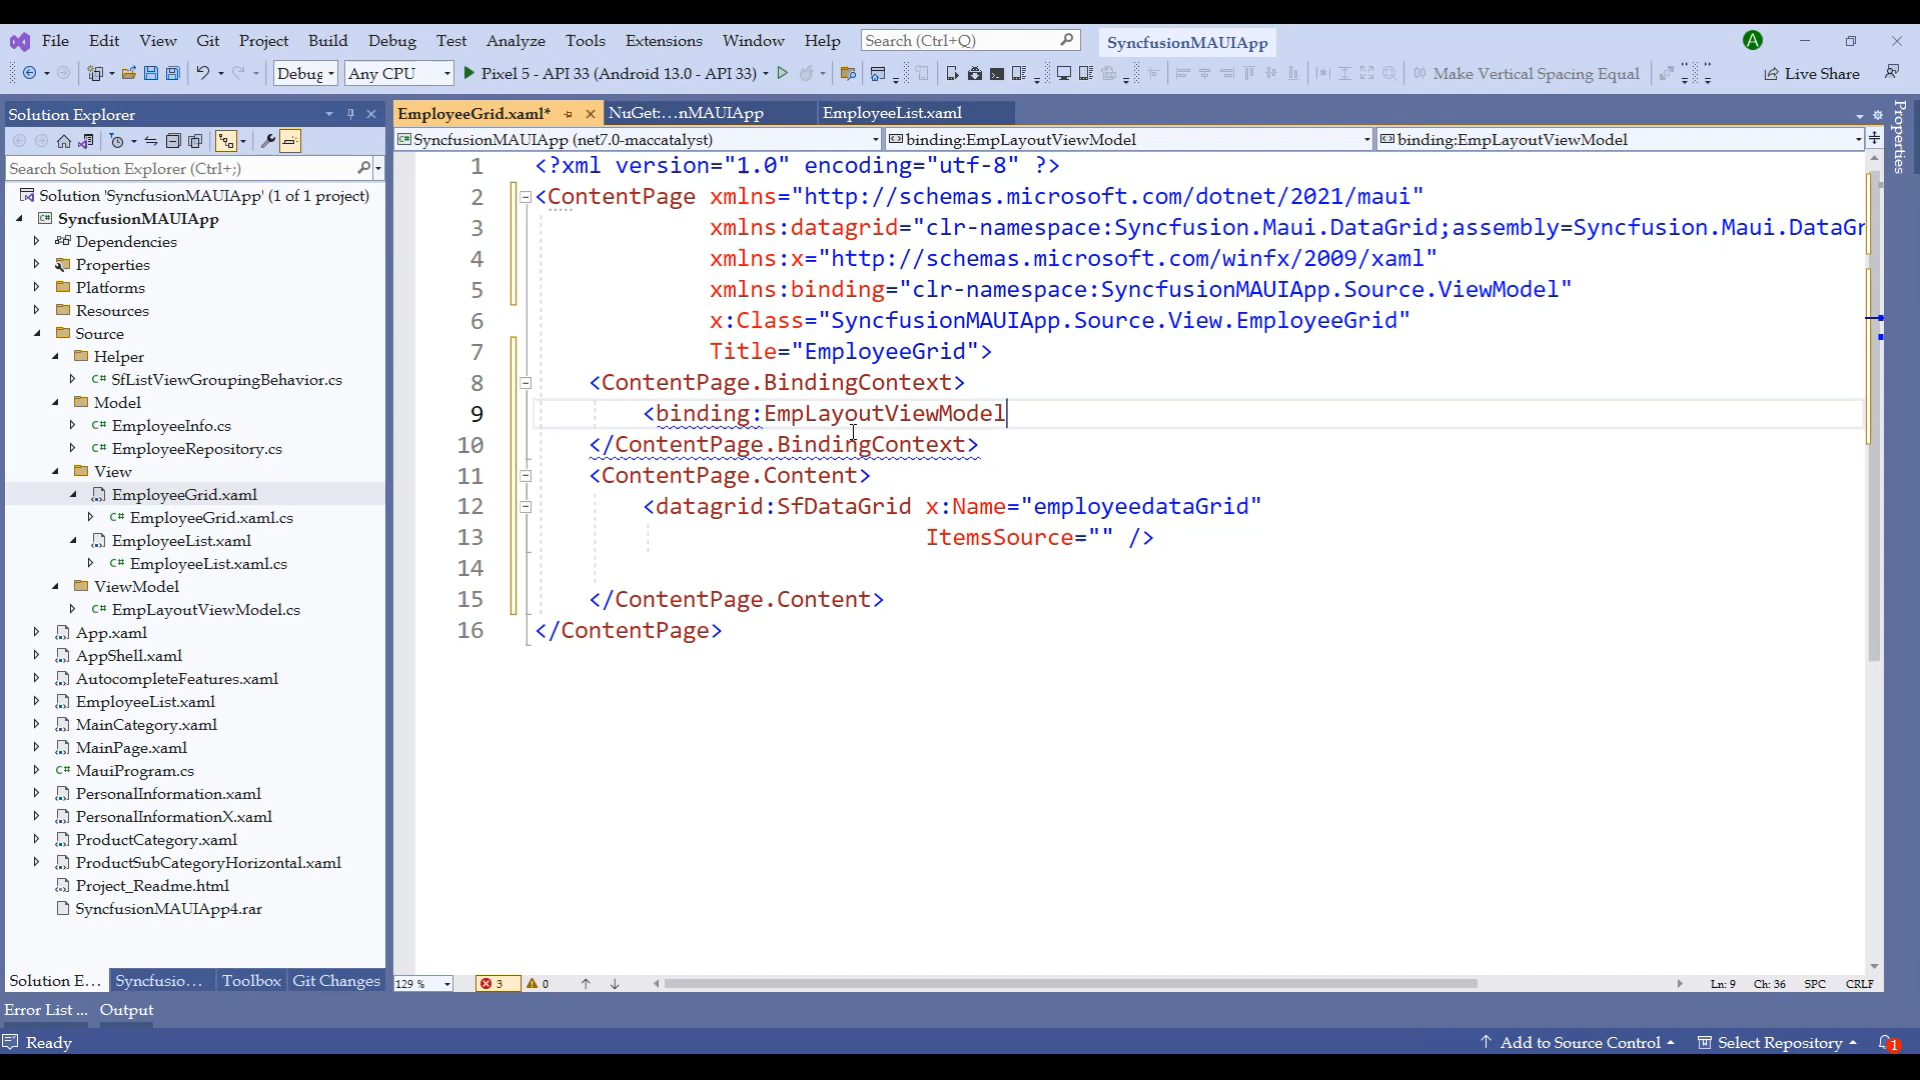 File Edit View Git Project Build Debug Test Analyze Tools Extensions Window Help Search (Ctrl+Q) SyncfusionMAUIApp A
Debug Any CPU Pixel 5 - API 33 (Android 13.0 - API 33) Make Vertical Spacing Equal Live Share
Solution Explorer
Search Solution Explorer (Ctrl+;)
Solution 'SyncfusionMAUIApp' (1 of 1 project)
SyncfusionMAUIApp
Dependencies
Properties
Platforms
Resources
Source
Helper
C# SfListViewGroupingBehavior.cs
Model
C# EmployeeInfo.cs
C# EmployeeRepository.cs
View
EmployeeGrid.xaml
C# EmployeeGrid.xaml.cs
EmployeeList.xaml
C# EmployeeList.xaml.cs
ViewModel
C# EmpLayoutViewModel.cs
App.xaml
AppShell.xaml
AutocompleteFeatures.xaml
EmployeeList.xaml
MainCategory.xaml
MainPage.xaml
C# MauiProgram.cs
PersonalInformation.xaml
PersonalInformationX.xaml
ProductCategory.xaml
ProductSubCategoryHorizontal.xaml
Project_Readme.html
SyncfusionMAUIApp4.rar
Solution E... Syncfusio... Toolbox Git Changes
EmployeeGrid.xaml* NuGet:...nMAUIApp EmployeeList.xaml
SyncfusionMAUIApp (net7.0-maccatalyst) binding:EmpLayoutViewModel binding:EmpLayoutViewModel
1 <?xml version="1.0" encoding="utf-8" ?>
2 <ContentPage xmlns="http://schemas.microsoft.com/dotnet/2021/maui"
3 xmlns:datagrid="clr-namespace:Syncfusion.Maui.DataGrid;assembly=Syncfusion.Maui.DataGr
4 xmlns:x="http://schemas.microsoft.com/winfx/2009/xaml"
5 xmlns:binding="clr-namespace:SyncfusionMAUIApp.Source.ViewModel"
6 x:Class="SyncfusionMAUIApp.Source.View.EmployeeGrid"
7 Title="EmployeeGrid">
8 <ContentPage.BindingContext>
9 <binding:EmpLayoutViewModel
10 </ContentPage.BindingContext>
11 <ContentPage.Content>
12 <datagrid:SfDataGrid x:Name="employeedataGrid"
13 ItemsSource="" />
14
15 </ContentPage.Content>
16 </ContentPage>
129 % 3 0 Ln: 9 Ch: 36 SPC CRLF
Properties
Error List ... Output
Ready Add to Source Control Select Repository 1